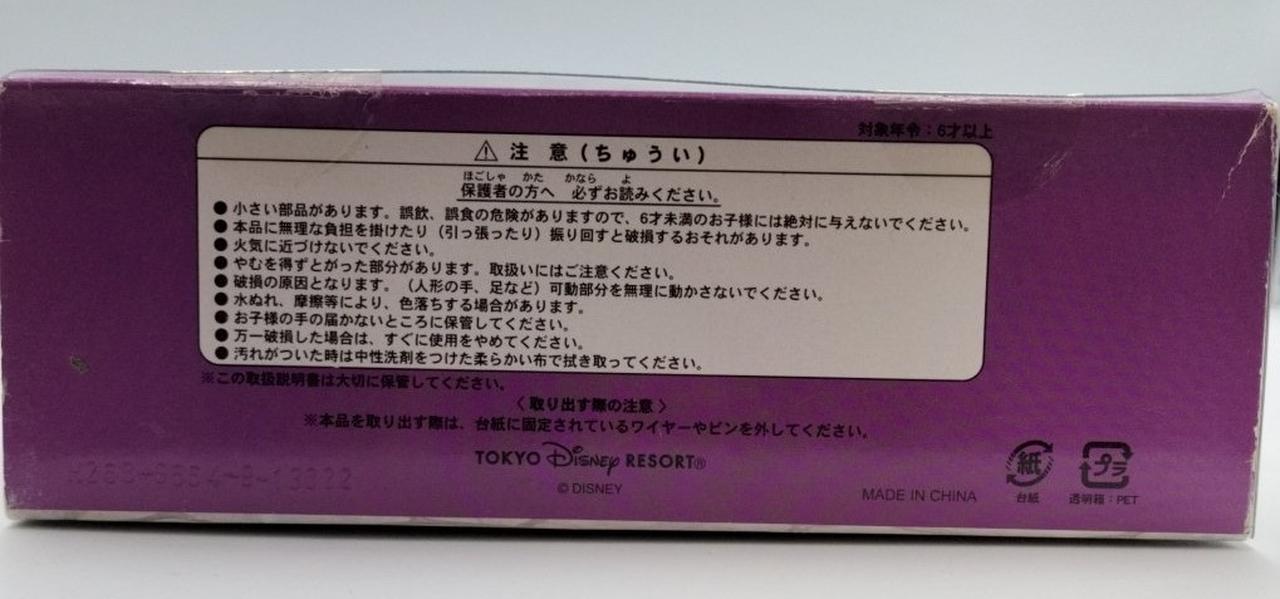 対象年令：6才以上
⚠ 注 意(ちゅうい)
ほごしゃ かた かなら よ
保護者の方へ 必ずお読みください。
● 小さい部品があります。誤飲、誤食の危険がありますので、6才未満のお子様には絶対に与えないでください。
● 本品に無理な負担を掛けたり（引っ張ったり）振り回すと破損するおそれがあります。
● 火気に近づけないでください。
● やむを得ずとがった部分があります。取扱いにはご注意ください。
● 破損の原因となります。（人形の手、足など）可動部分を無理に動かさないでください。
● 水ぬれ、摩擦等により、色落ちする場合があります。
● お子様の手の届かないところに保管してください。
● 万一破損した場合は、すぐに使用をやめてください。
● 汚れがついた時は中性洗剤をつけた柔らかい布で拭き取ってください。
※この取扱説明書は大切に保管してください。
〈 取り出す際の注意 〉
※本品を取り出す際は、台紙に固定されているワイヤーやピンを外してください。
TOKYO Disney RESORT®
© DISNEY
MADE IN CHINA
紙
台紙
プラ
透明箱：PET